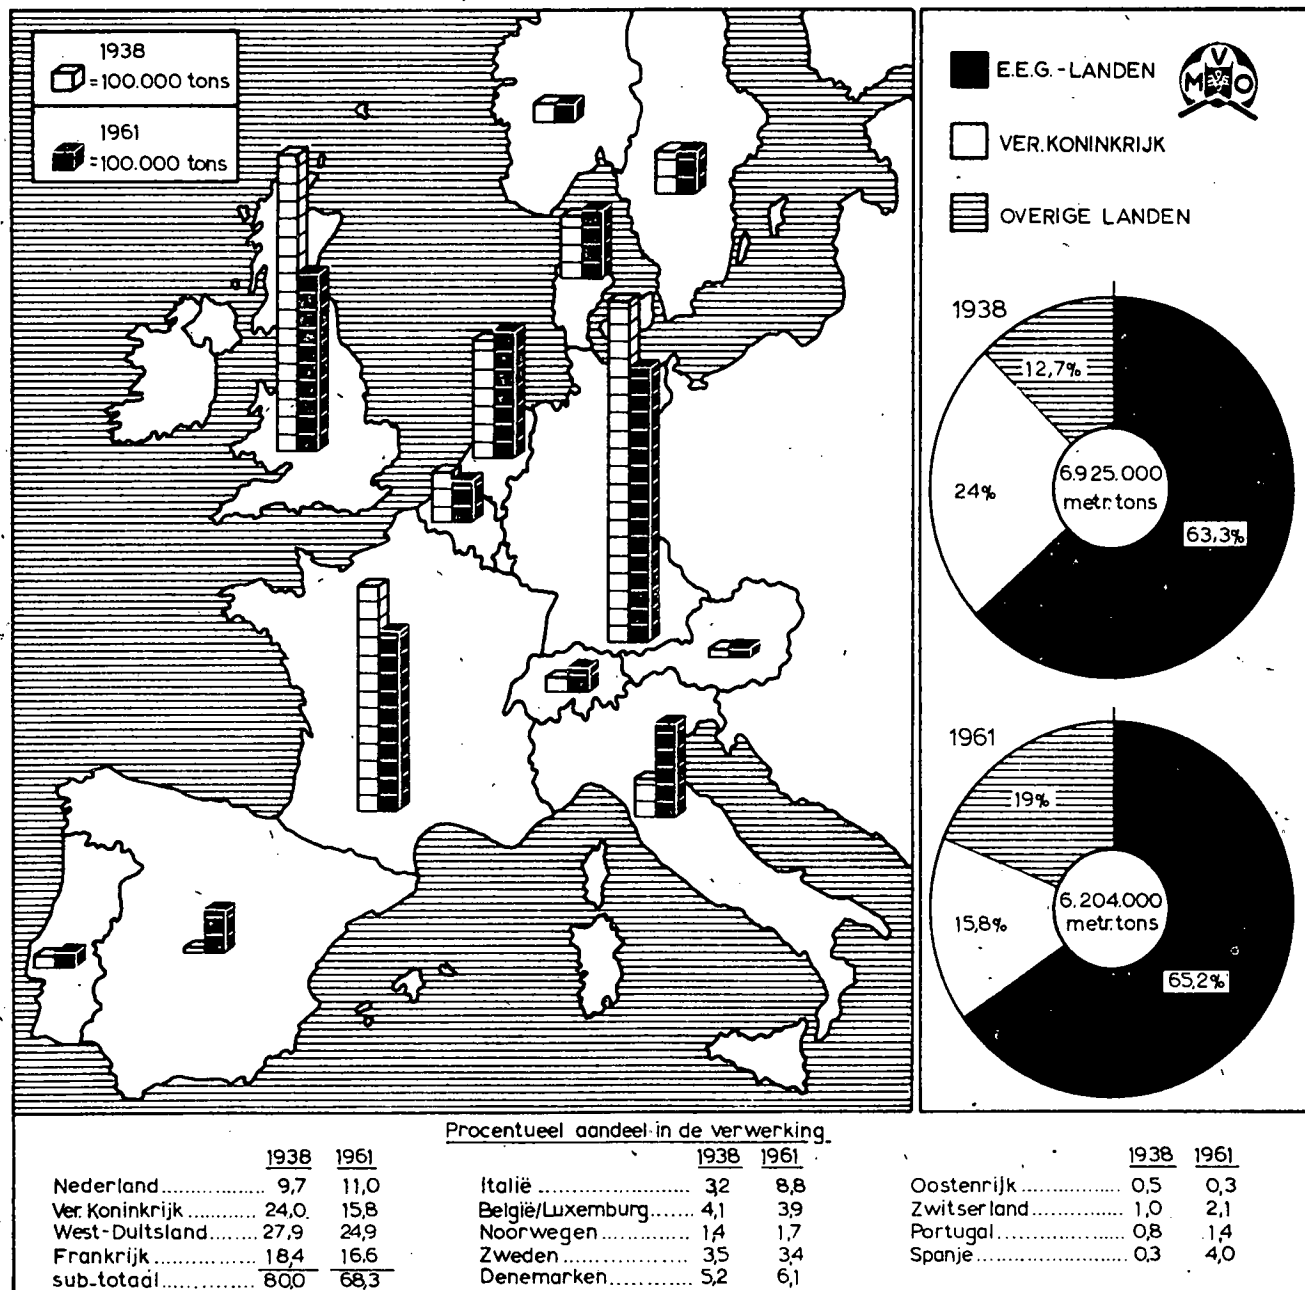 1938
=100.000 tons
1961
=100.000 tons
M V O
E.E.G.-LANDEN
VER.KONINKRIJK
OVERIGE LANDEN
1938
12,7%
24%
6.925.000
metr.tons
63,3%
1961
19%
15,8%
6.204.000
metr.tons
65,2%
Procentueel aandeel in de verwerking
1938 1961
Nederland 9,7 11,0
Ver. Koninkrijk 24,0 15,8
West-Duitsland 27,9 24,9
Frankrijk 18,4 16,6
sub-totaal 80,0 68,3
1938 1961
Italië 3,2 8,8
België/Luxemburg 4,1 3,9
Noorwegen 1,4 1,7
Zweden 3,5 3,4
Denemarken 5,2 6,1
1938 1961
Oostenrijk 0,5 0,3
Zwitserland 1,0 2,1
Portugal 0,8 1,4
Spanje 0,3 4,0